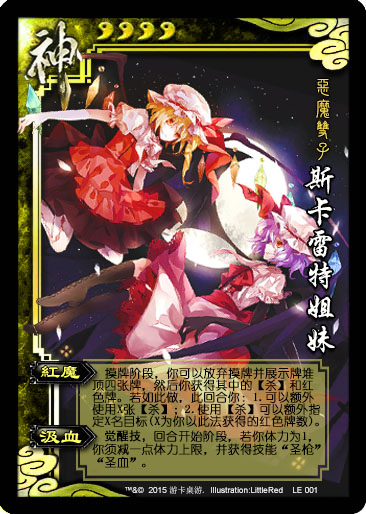 神
惡魔雙子
斯卡雷特姐妹
紅魔
摸牌阶段，你可以放弃摸牌并展示牌堆
顶四张牌，然后你获得其中的【杀】和红
色牌。若如此做，此回合你：1.可以额外
使用X张【杀】；2.使用【杀】可以额外指
定X名目标(X为你以此法获得的红色牌数)。
汲血
觉醒技，回合开始阶段，若你体力为1，
你须减一点体力上限，并获得技能“圣枪”
“圣血”。
™&© 2015 游卡桌游. Illustration:LittleRed LE 001